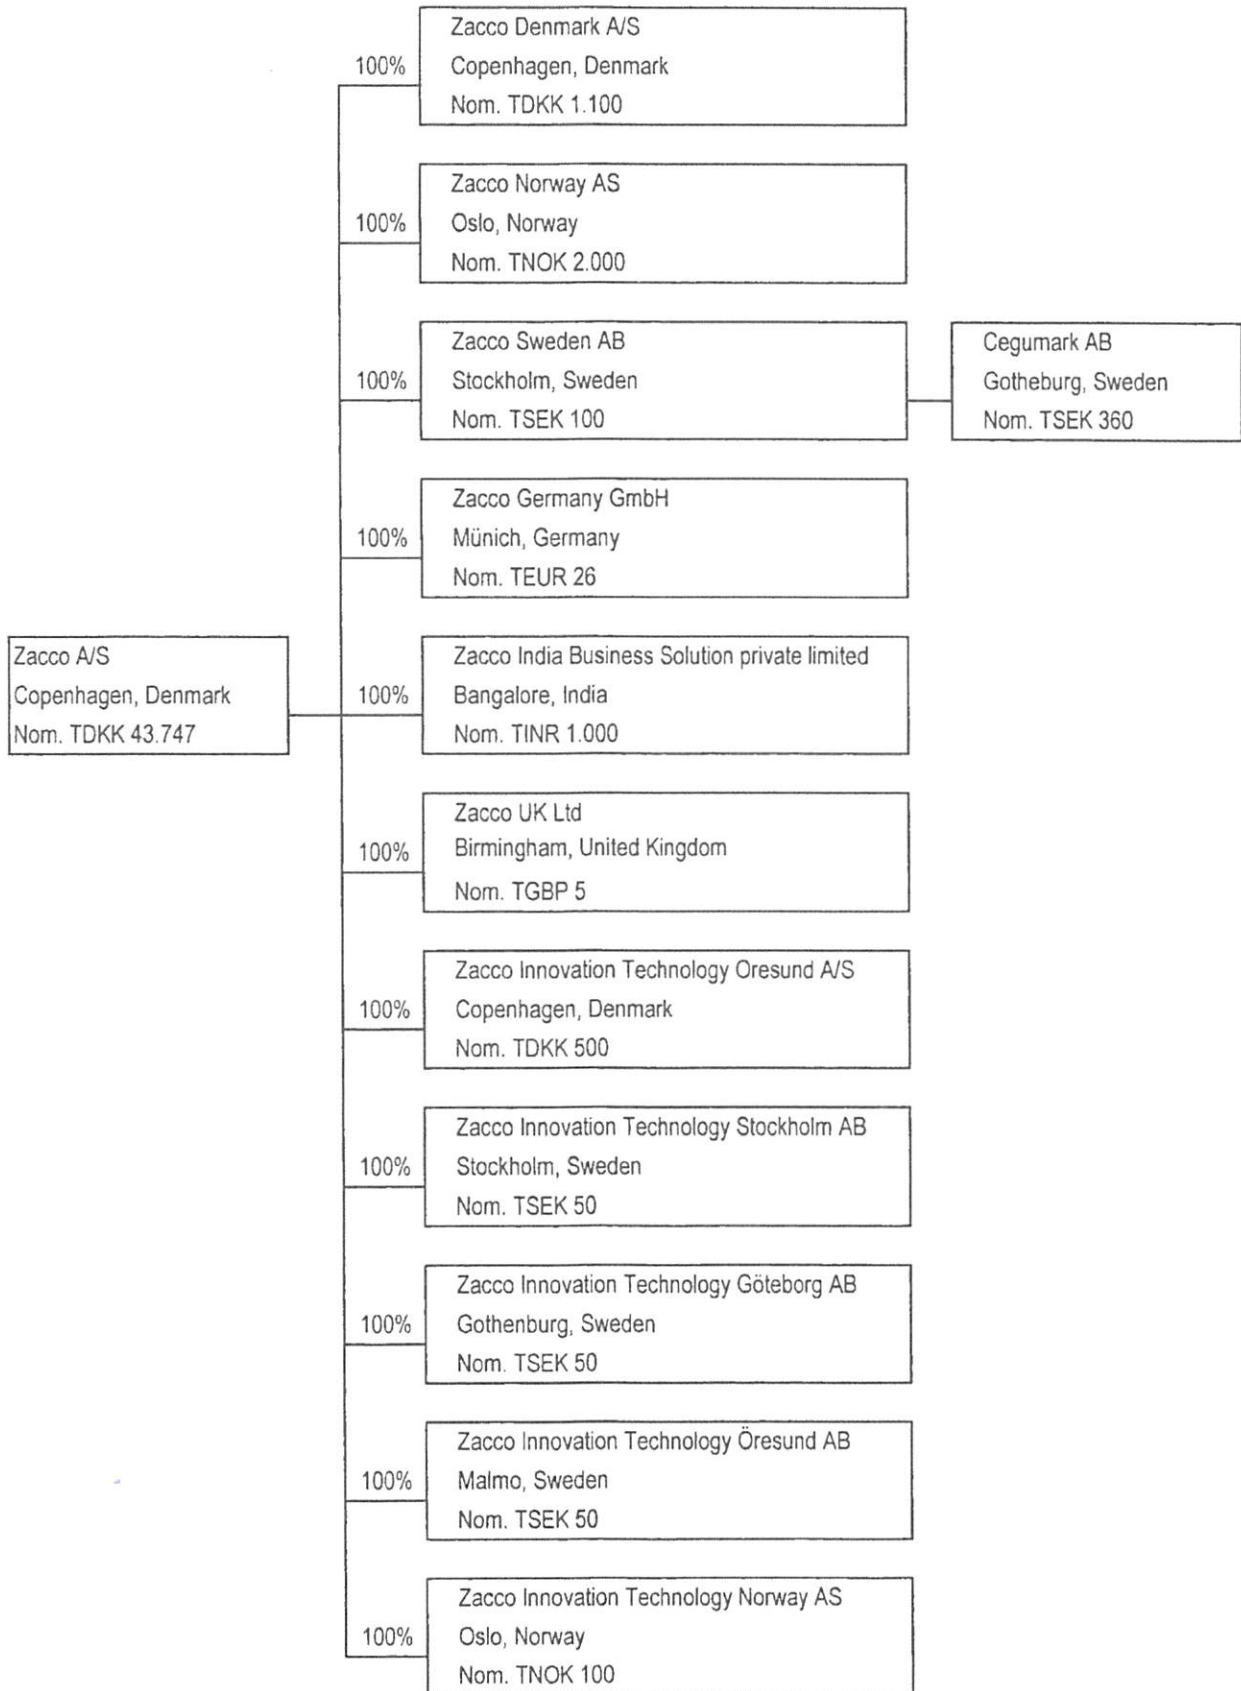 Zacco Denmark A/S
100%
Copenhagen, Denmark
Nom. TDKK 1.100
Zacco Norway AS
100%
Oslo, Norway
Nom. TNOK 2.000
Zacco Sweden AB
100%
Stockholm, Sweden
Nom. TSEK 100
Cegumark AB
Gotheburg, Sweden
Nom. TSEK 360
Zacco Germany GmbH
100%
Münich, Germany
Nom. TEUR 26
Zacco A/S
Copenhagen, Denmark
Nom. TDKK 43.747
Zacco India Business Solution private limited
100%
Bangalore, India
Nom. TINR 1.000
Zacco UK Ltd
100%
Birmingham, United Kingdom
Nom. TGBP 5
Zacco Innovation Technology Oresund A/S
100%
Copenhagen, Denmark
Nom. TDKK 500
Zacco Innovation Technology Stockholm AB
100%
Stockholm, Sweden
Nom. TSEK 50
Zacco Innovation Technology Göteborg AB
100%
Gothenburg, Sweden
Nom. TSEK 50
Zacco Innovation Technology Öresund AB
100%
Malmo, Sweden
Nom. TSEK 50
Zacco Innovation Technology Norway AS
100%
Oslo, Norway
Nom. TNOK 100